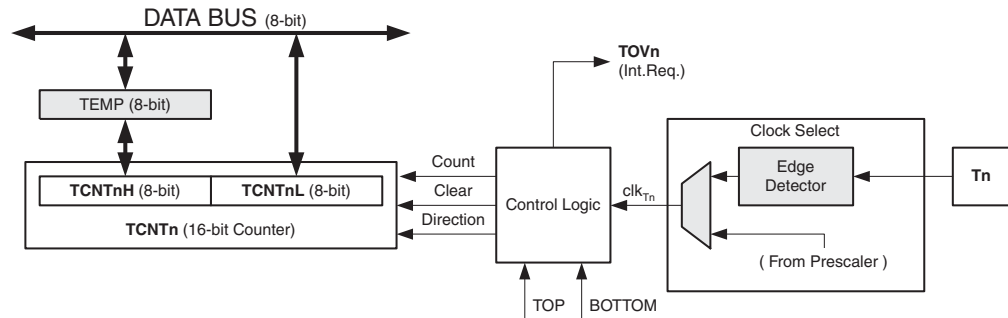 DATA BUS (8-bit)
TOVn
(Int.Req.)
TEMP (8-bit)
Clock Select
Count
Edge
Detector
Tn
TCNTnH (8-bit) TCNTnL (8-bit)
Clear
Control Logic
clkTn
TCNTn (16-bit Counter)
Direction
( From Prescaler )
TOP
BOTTOM